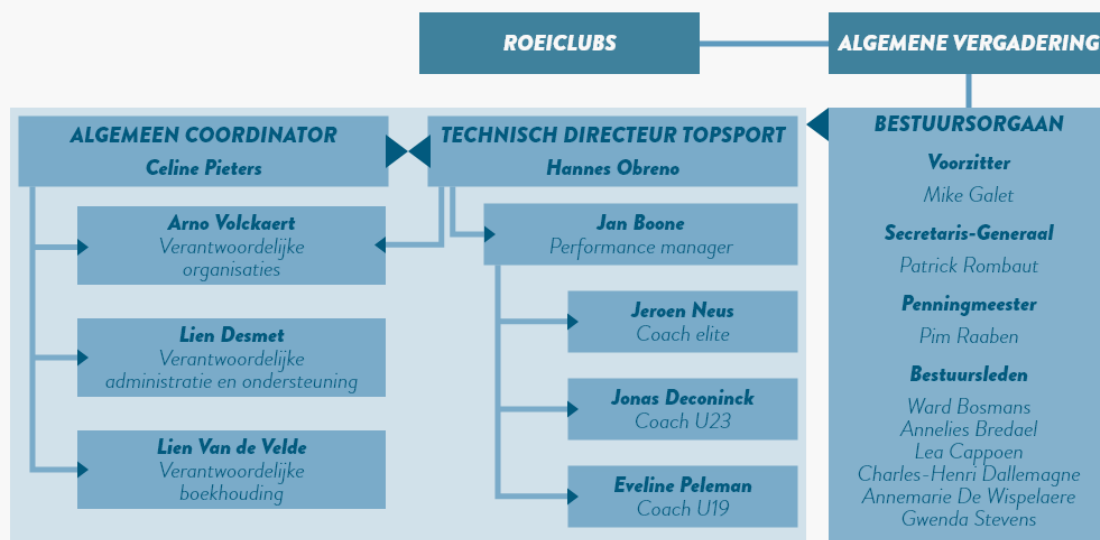 ROEICLUBS
ALGEMENE VERGADERING
ALGEMEEN COORDINATOR
Celine Pieters
Arno Volckaert
Verantwoordelijke
organisaties
Lien Desmet
Verantwoordelijke
administratie en ondersteuning
Lien Van de Velde
Verantwoordelijke
boekhouding
TECHNISCH DIRECTEUR TOPSPORT
Hannes Obreno
Jan Boone
Performance manager
Jeroen Neus
Coach elite
Jonas Deconinck
Coach U23
Eveline Peleman
Coach U19
BESTUURSORGAAN
Voorzitter
Mike Galet
Secretaris-Generaal
Patrick Rombaut
Penningmeester
Pim Raaben
Bestuursleden
Ward Bosmans
Annelies Bredael
Lea Cappoen
Charles-Henri Dallemagne
Annemarie De Wispelaere
Gwenda Stevens